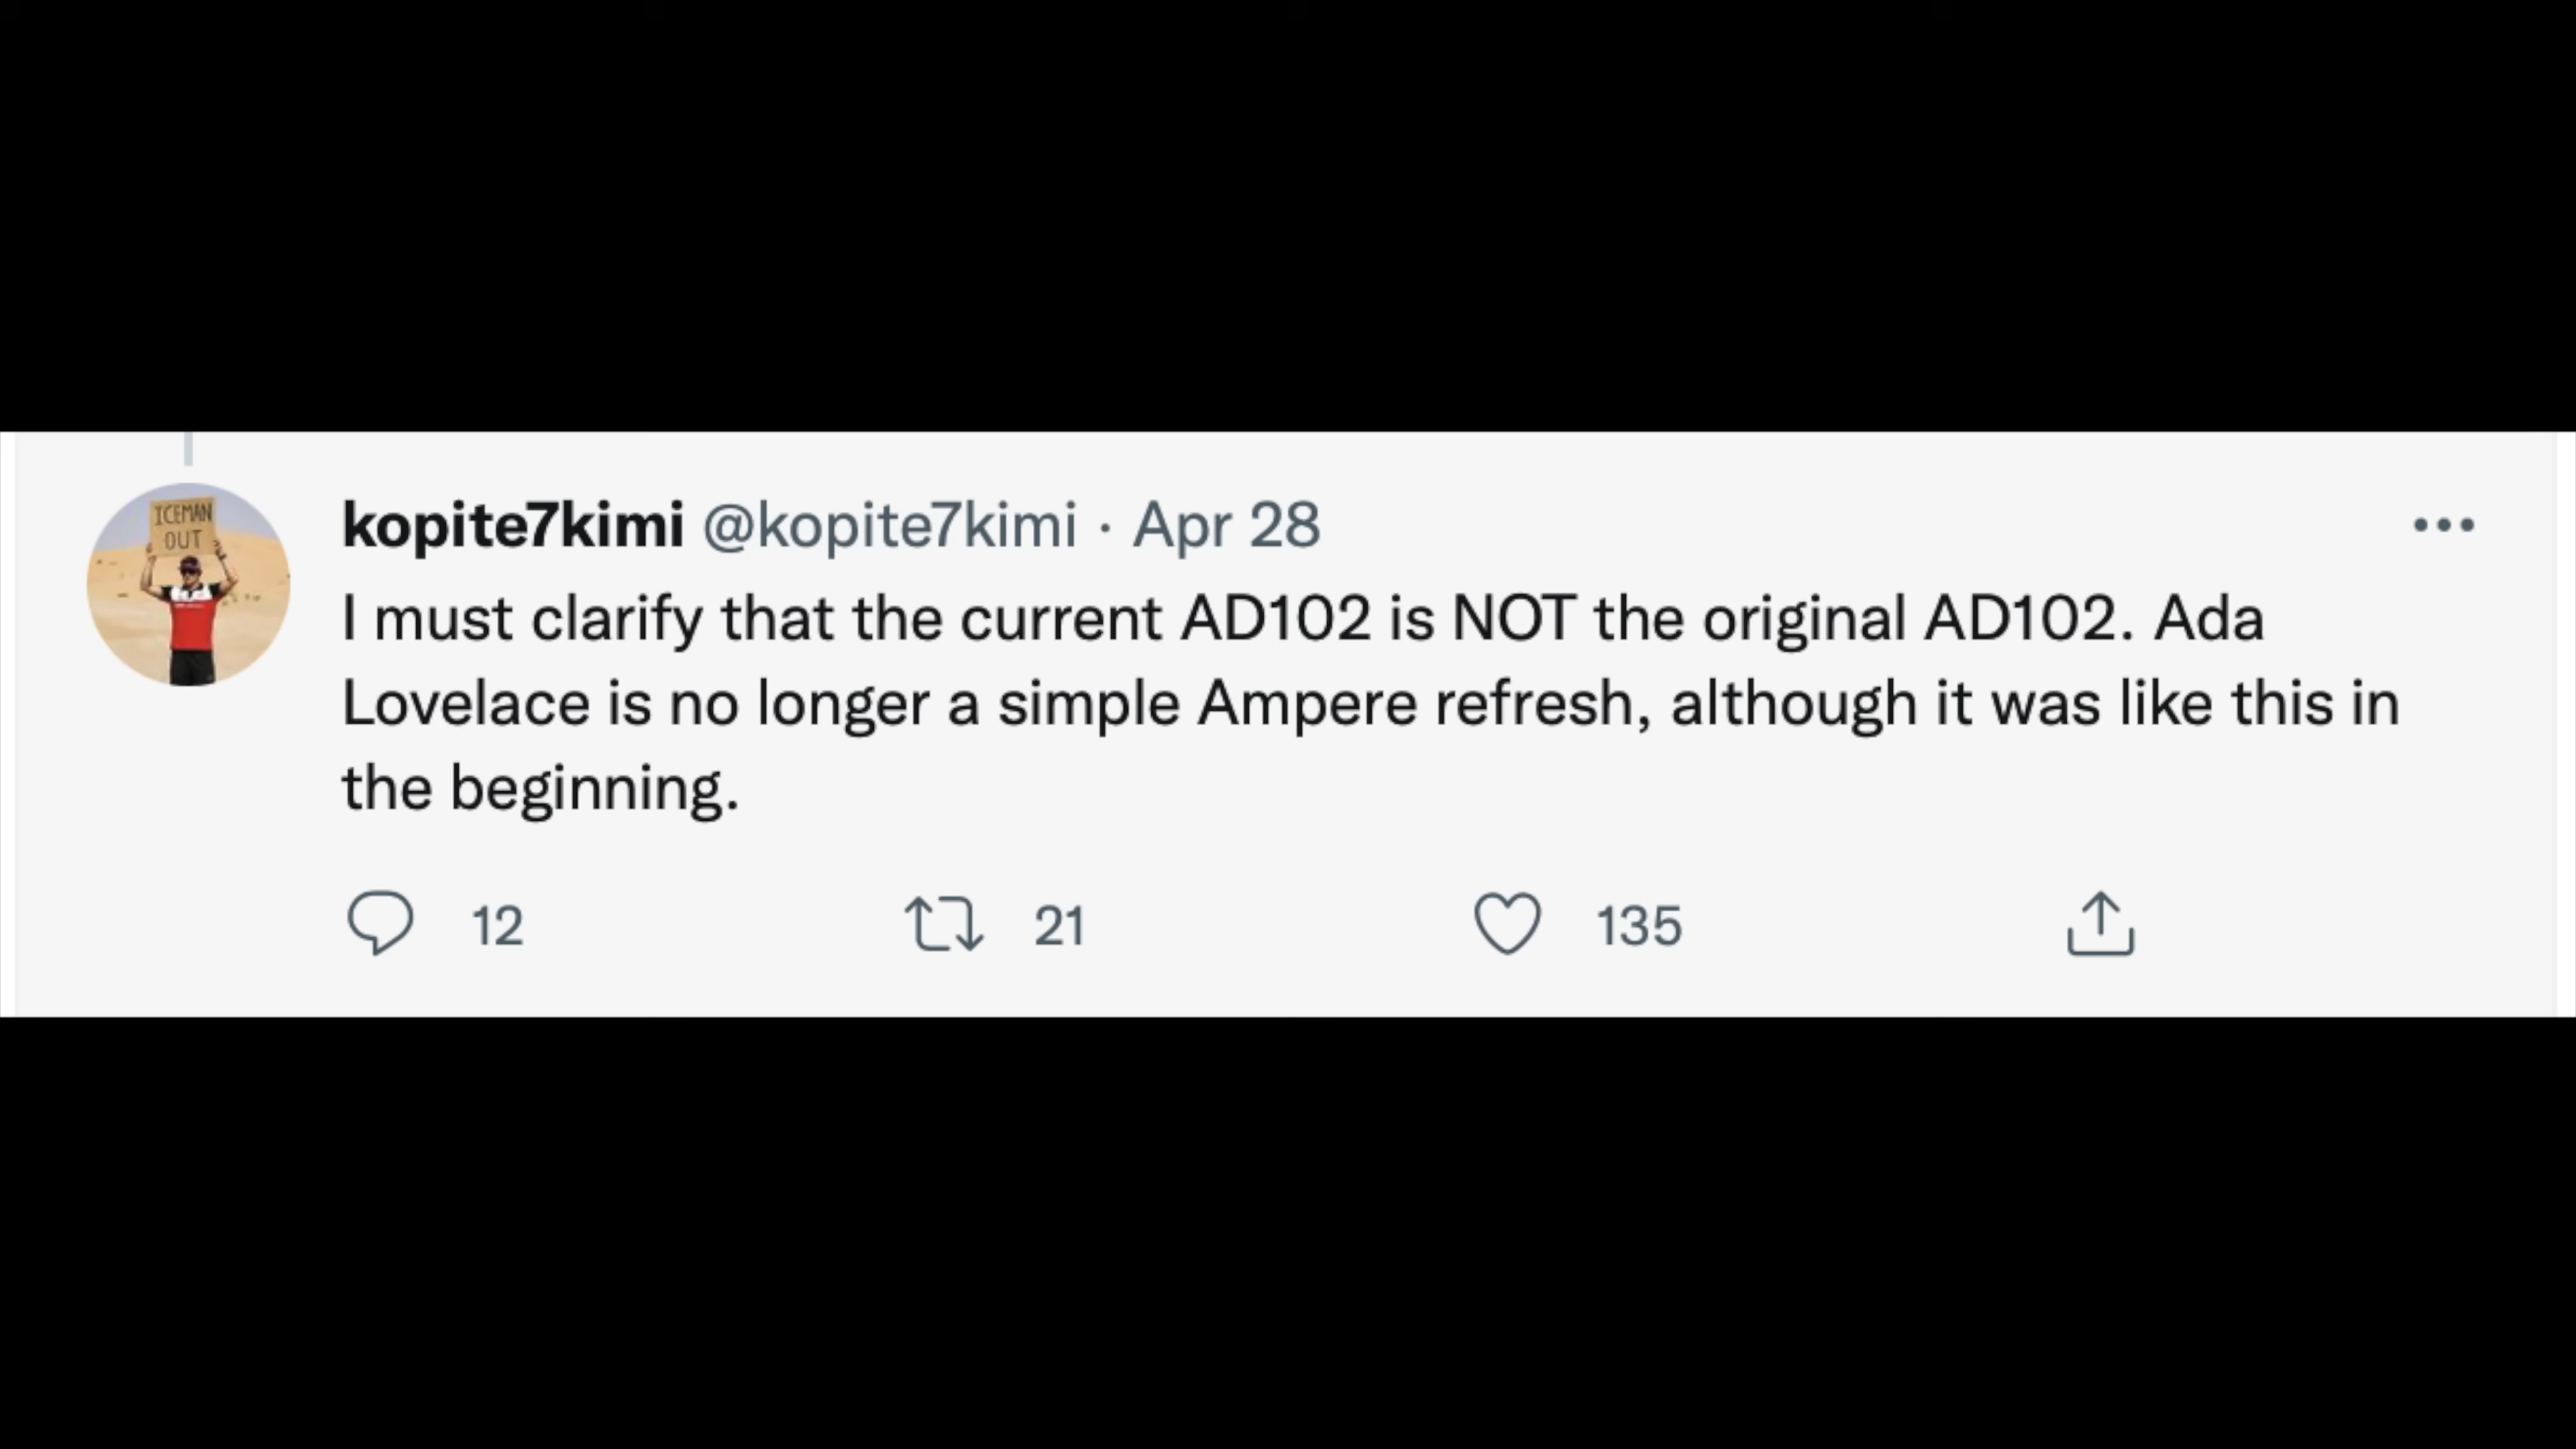 ICEMAN
OUT
kopite7kimi @kopite7kimi · Apr 28
I must clarify that the current AD102 is NOT the original AD102. Ada
Lovelace is no longer a simple Ampere refresh, although it was like this in
the beginning.
12 21 135